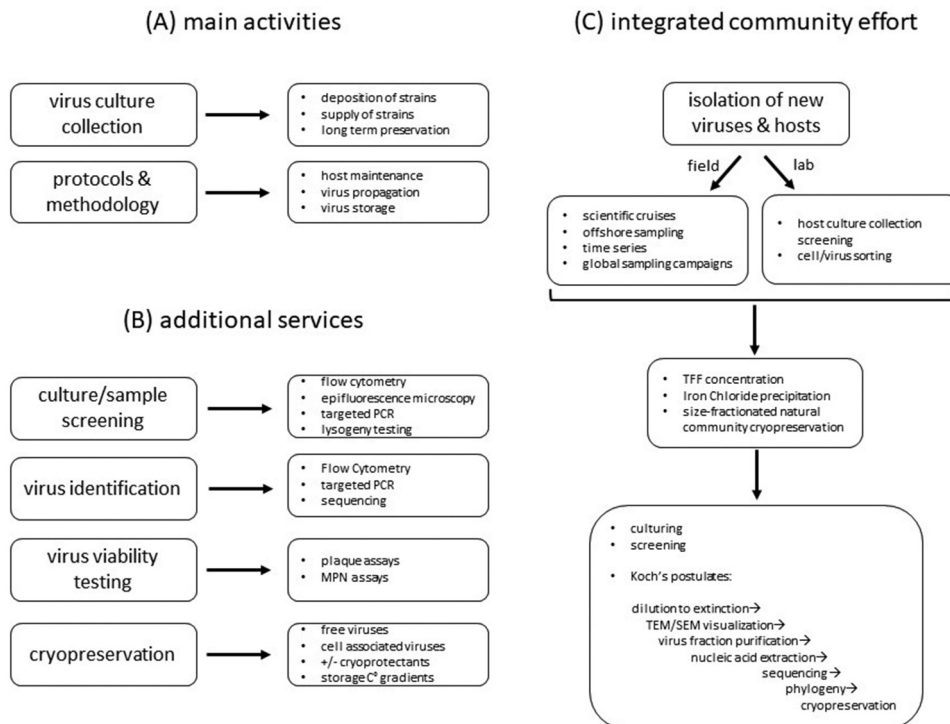 (A) main activities
virus culture
collection
• deposition of strains
• supply of strains
• long term preservation
protocols &
methodology
• host maintenance
• virus propagation
• virus storage
(B) additional services
culture/sample
screening
• flow cytometry
• epifluorescence microscopy
• targeted PCR
• lysogeny testing
virus identification
• Flow Cytometry
• targeted PCR
• sequencing
virus viability
testing
• plaque assays
• MPN assays
cryopreservation
• free viruses
• cell associated viruses
• +/- cryoprotectants
• storage C° gradients
(C) integrated community effort
isolation of new
viruses & hosts
field
lab
• scientific cruises
• offshore sampling
• time series
• global sampling campaigns
• host culture collection
screening
• cell/virus sorting
• TFF concentration
• Iron Chloride precipitation
• size-fractionated natural
community cryopreservation
• culturing
• screening
• Koch's postulates:
dilution to extinction→
TEM/SEM visualization→
virus fraction purification→
nucleic acid extraction→
sequencing→
phylogeny→
cryopreservation